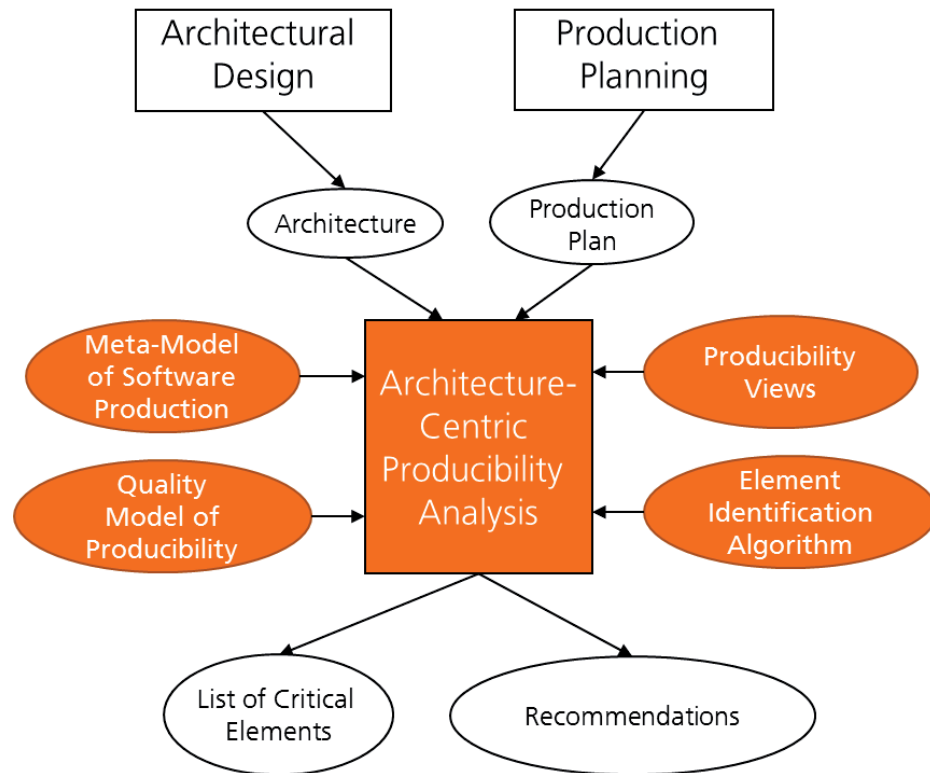 Architectural
Design
Production
Planning
Architecture
Production
Plan
Meta-Model
of Software
Production
Architecture-
Centric
Producibility
Analysis
Producibility
Views
Quality
Model of
Producibility
Element
Identification
Algorithm
List of Critical
Elements
Recommendations